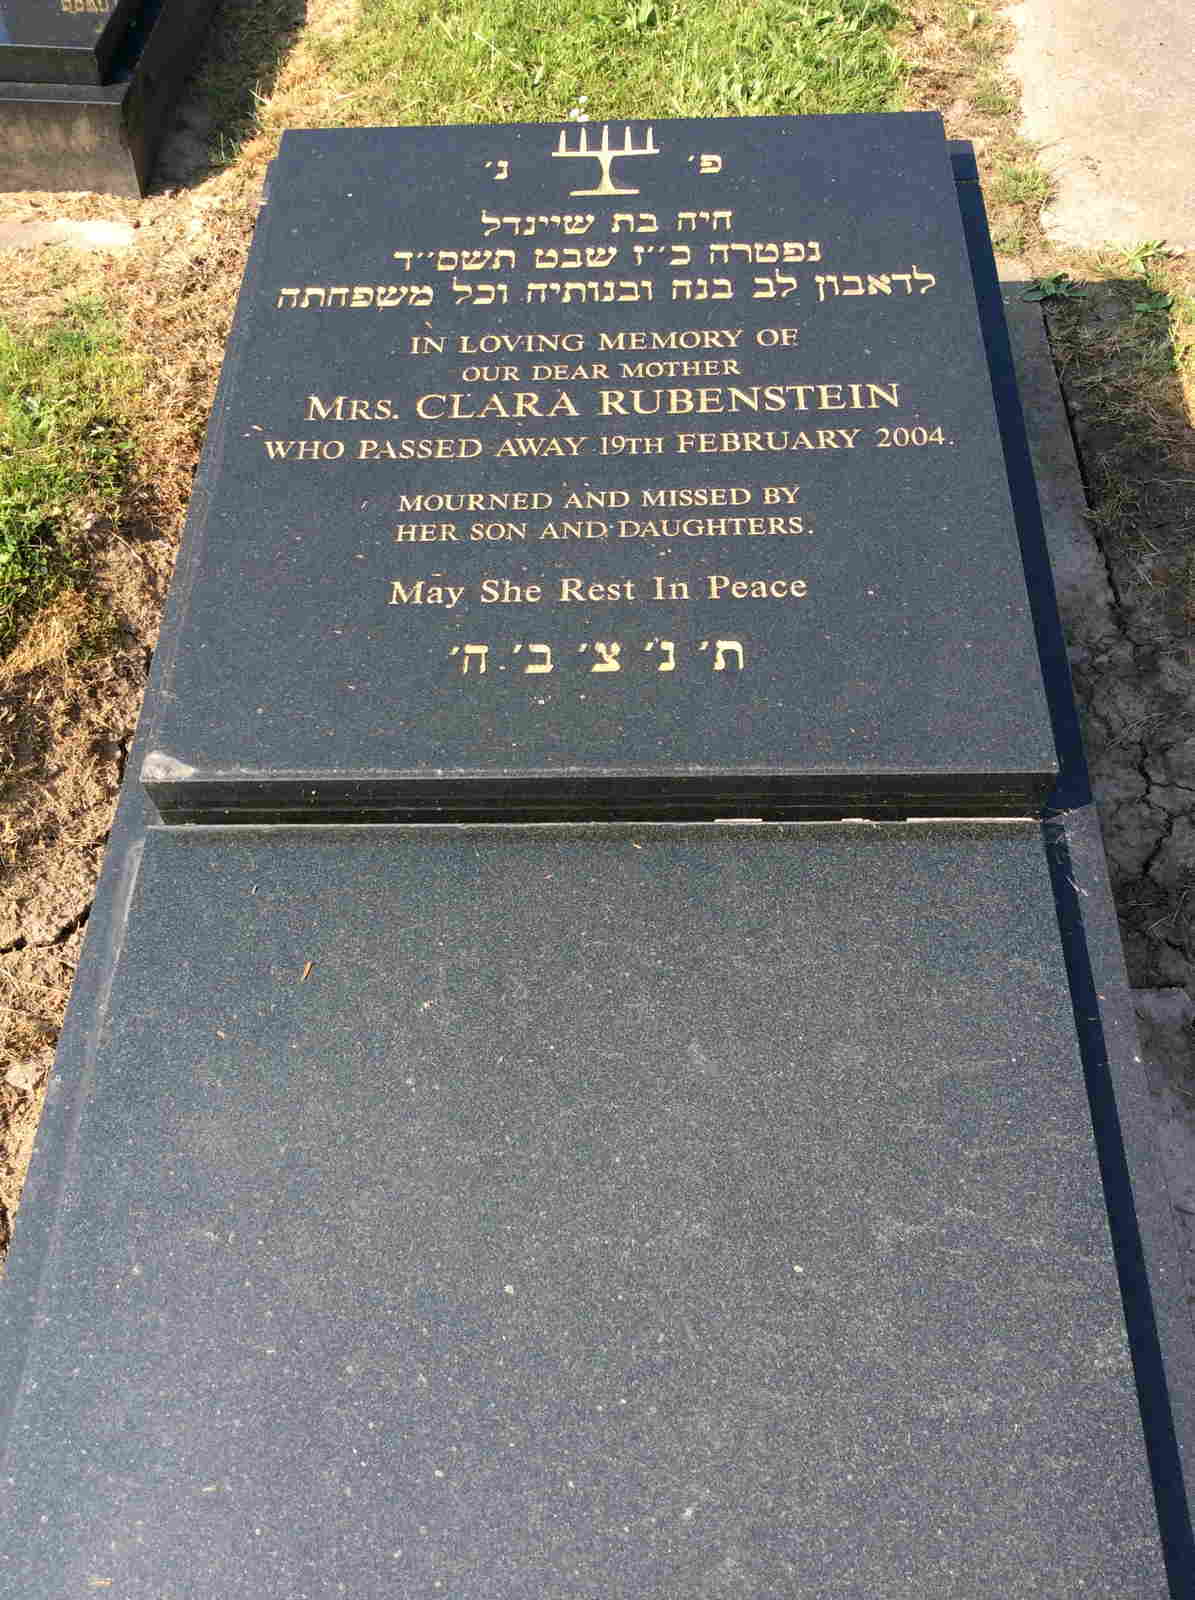 פ׳ נ׳
חיה בת שיינדל
נפטרה כ״ז שבט תשס״ד
לדאבון לב בנה ובנותיה וכל משפחתה
IN LOVING MEMORY OF
OUR DEAR MOTHER
MRS. CLARA RUBENSTEIN
WHO PASSED AWAY 19TH FEBRUARY 2004.
MOURNED AND MISSED BY
HER SON AND DAUGHTERS.
May She Rest In Peace
ת׳ נ׳ צ׳ ב׳ ה׳